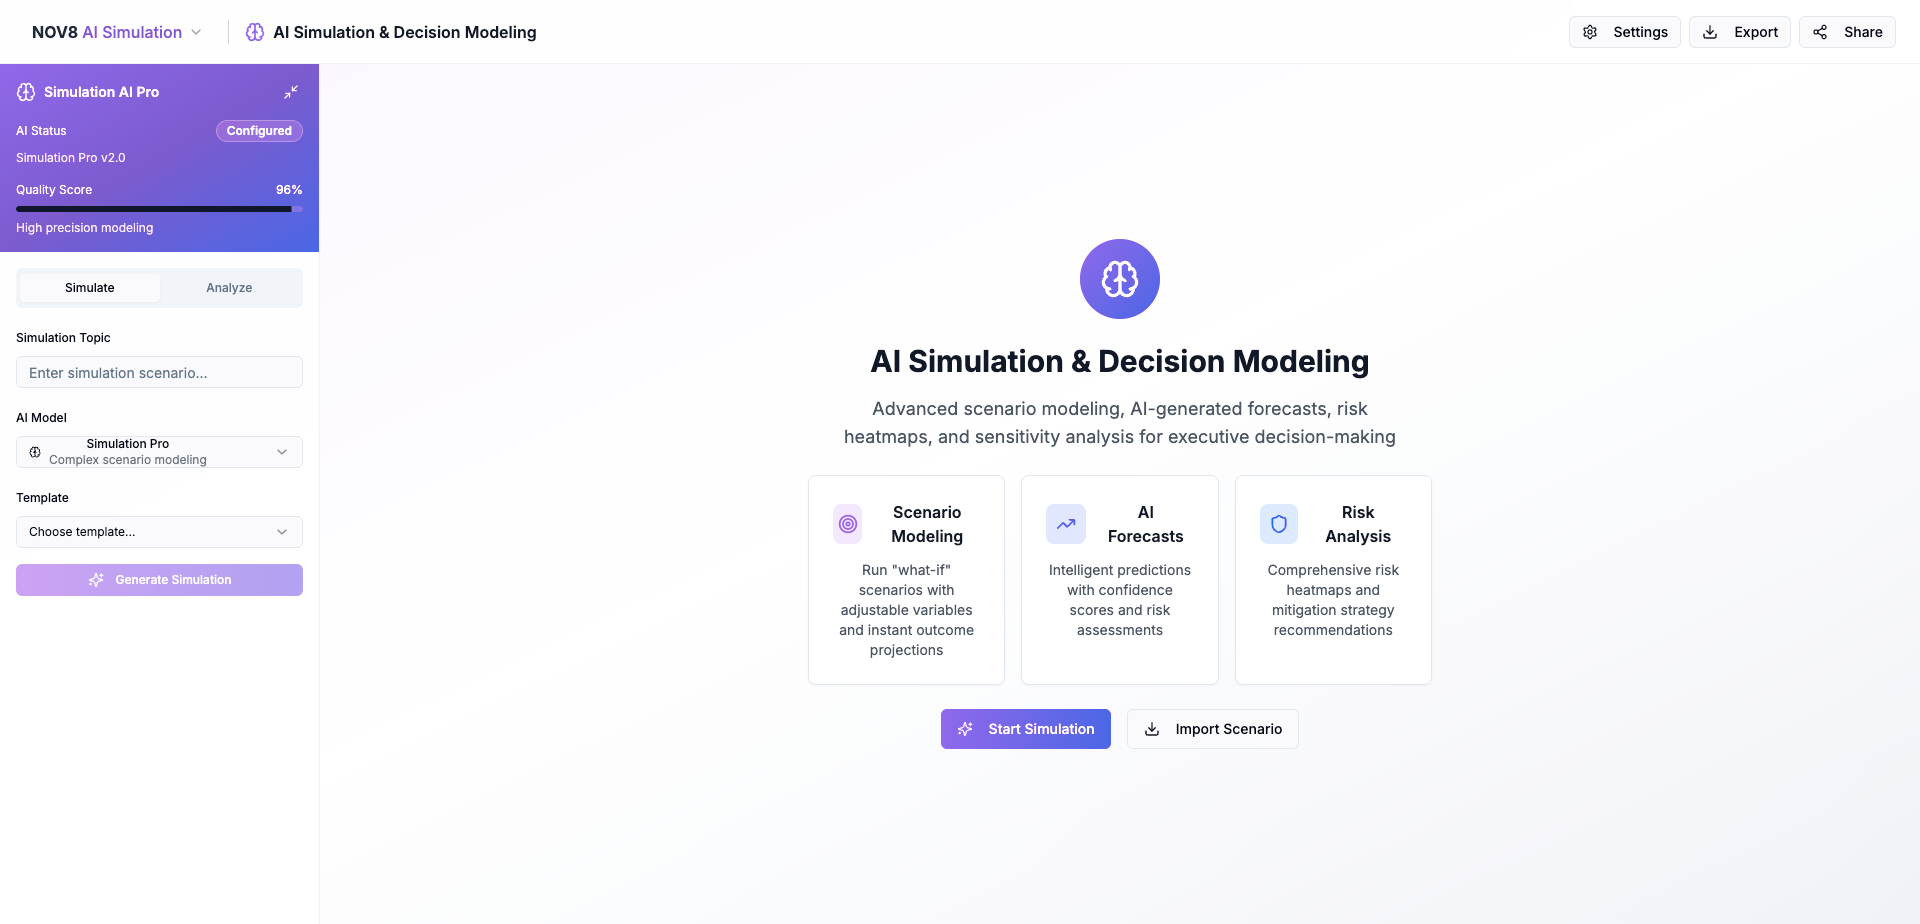 NOV8 AI Simulation
AI Simulation & Decision Modeling
Settings
Export
Share
Simulation AI Pro
AI Status
Configured
Simulation Pro v2.0
Quality Score
96%
High precision modeling
Simulate
Analyze
Simulation Topic
Enter simulation scenario...
AI Model
Simulation Pro
Complex scenario modeling
Template
Choose template...
Generate Simulation
AI Simulation & Decision Modeling
Advanced scenario modeling, AI-generated forecasts, risk
heatmaps, and sensitivity analysis for executive decision-making
Scenario
Modeling
Run "what-if"
scenarios with
adjustable variables
and instant outcome
projections
AI
Forecasts
Intelligent predictions
with confidence
scores and risk
assessments
Risk
Analysis
Comprehensive risk
heatmaps and
mitigation strategy
recommendations
Start Simulation
Import Scenario